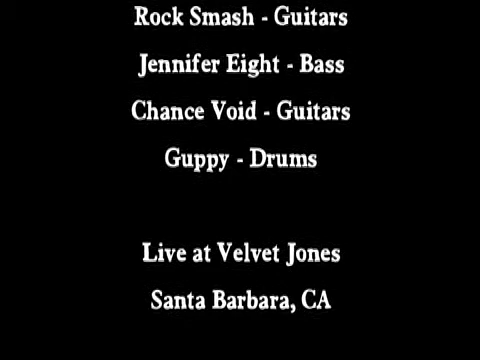 Rock Smash - Guitars
Jennifer Eight - Bass
Chance Void - Guitars
Guppy - Drums
Live at Velvet Jones
Santa Barbara, CA